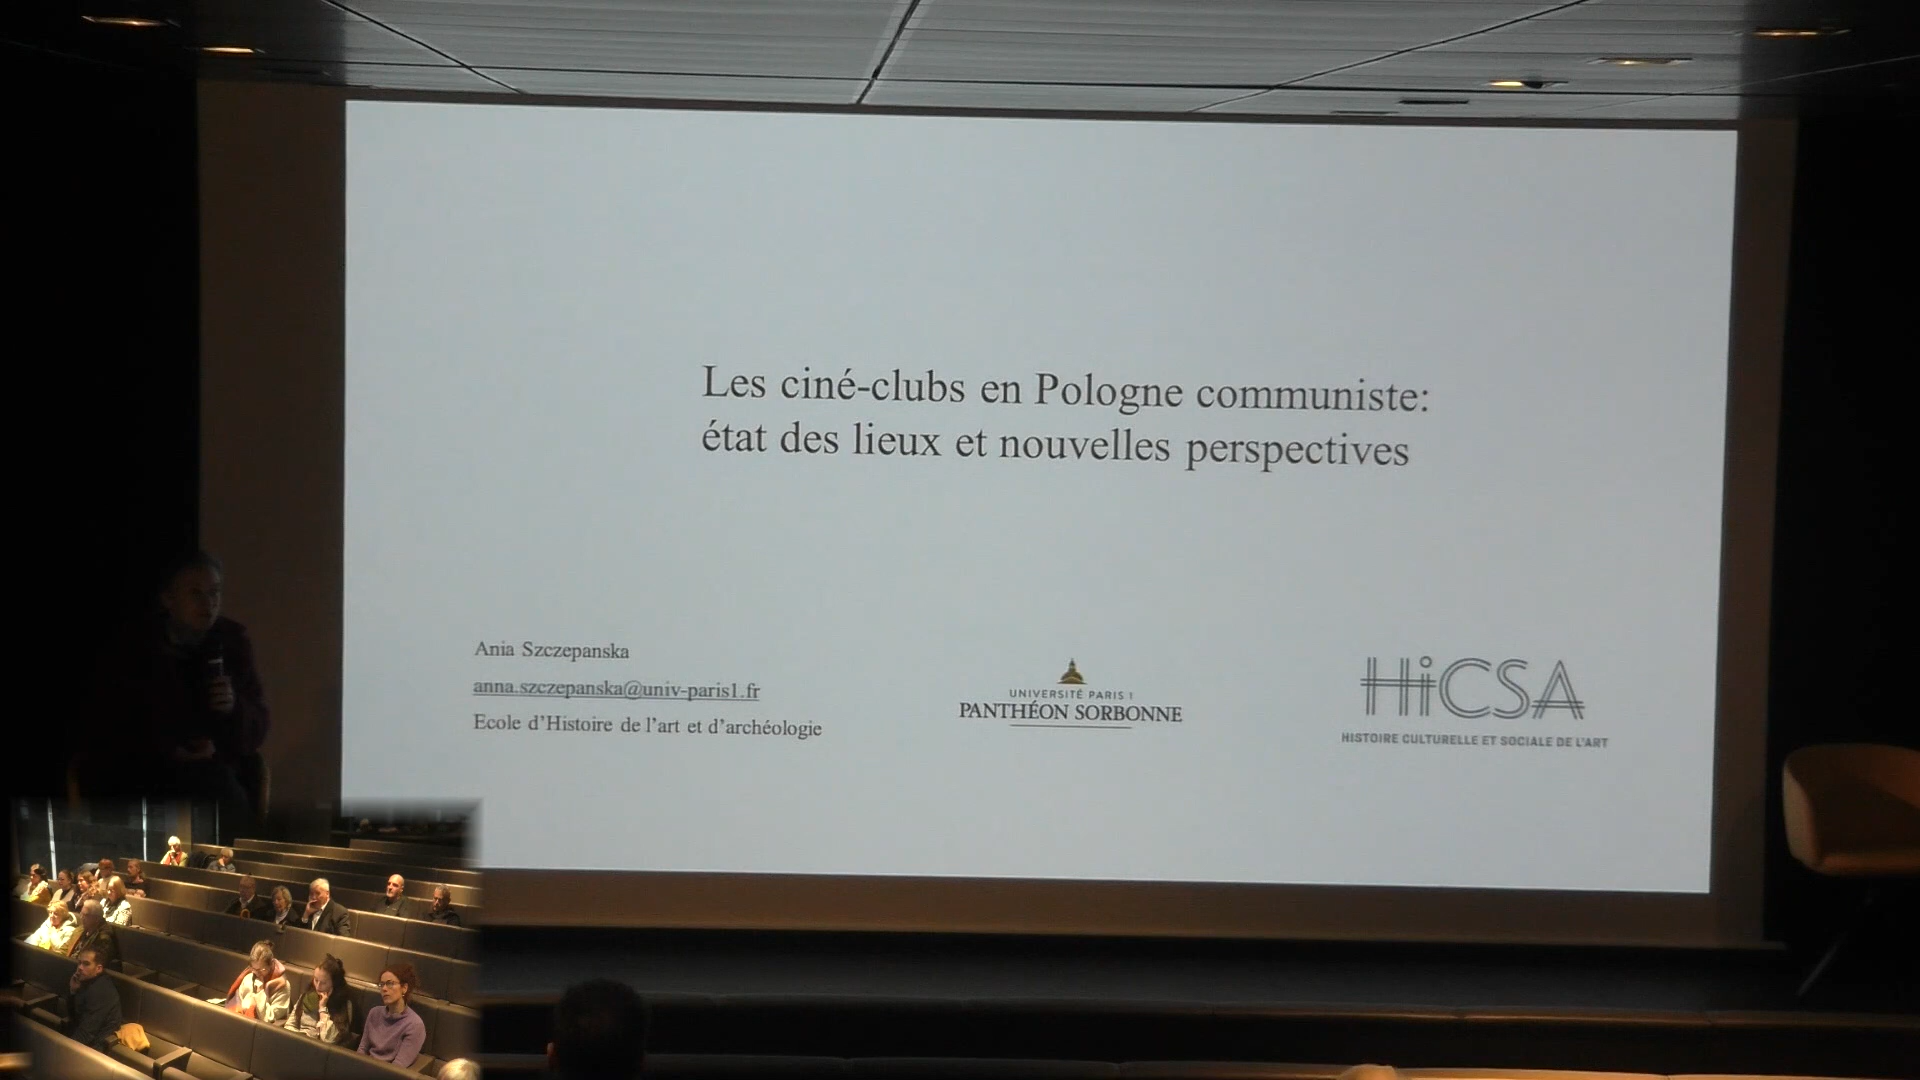 Les ciné-clubs en Pologne communiste:
état des lieux et nouvelles perspectives
Ania Szczepanska
anna.szczepanska@univ-paris1.fr
Ecole d'Histoire de l'art et d'archéologie
UNIVERSITÉ PARIS 1
PANTHÉON SORBONNE
HiCSA
HISTOIRE CULTURELLE ET SOCIALE DE L'ART